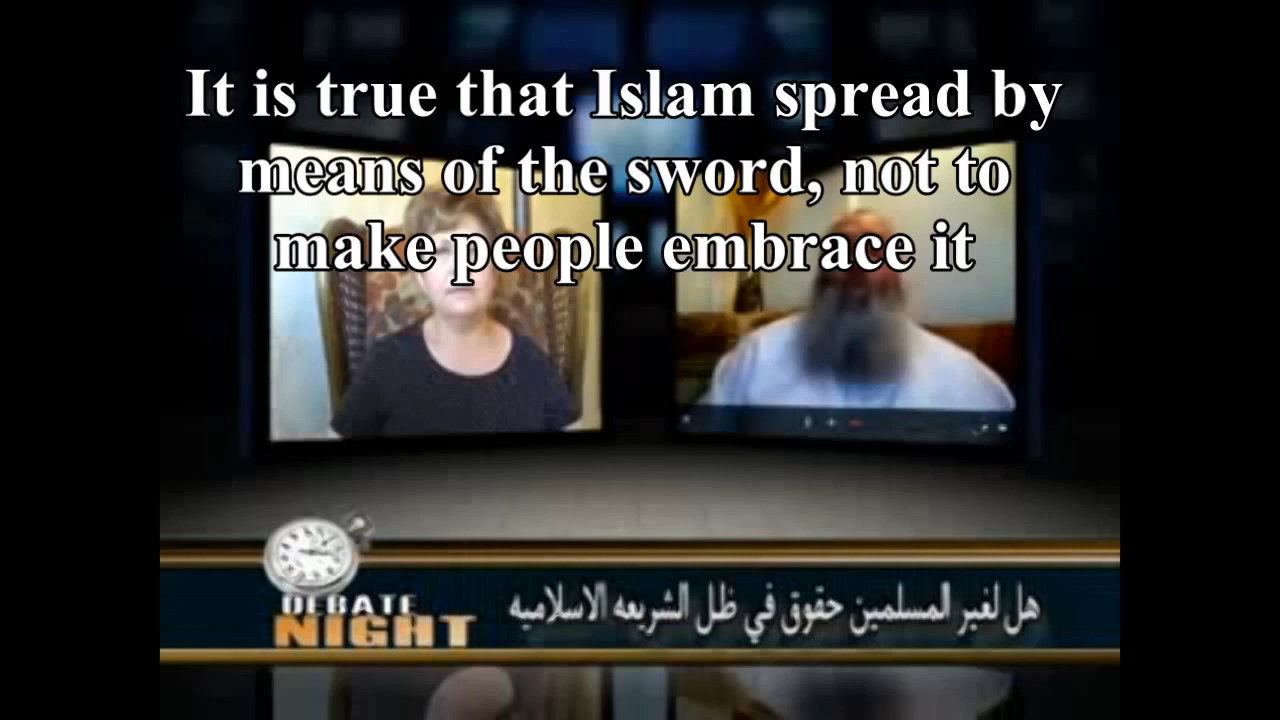 It is true that Islam spread by
means of the sword, not to
make people embrace it
DEBATE
NIGHT
هل لغير المسلمين حقوق في ظل الشريعه الاسلاميه